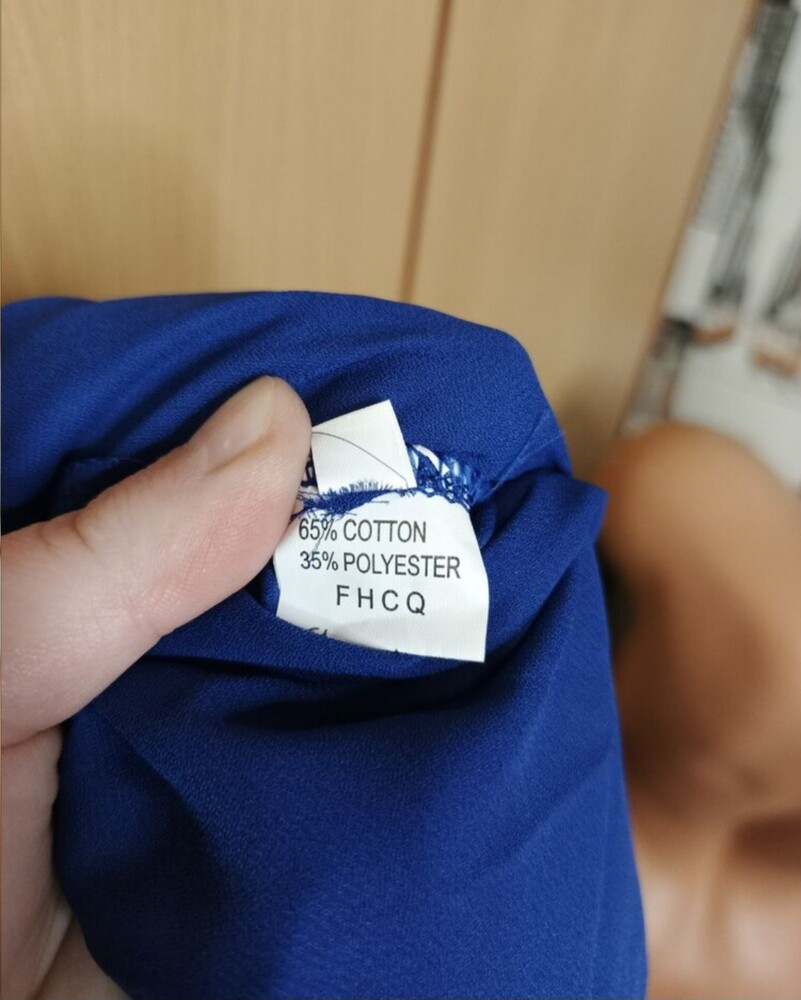 65% COTTON
35% POLYESTER
FHCQ